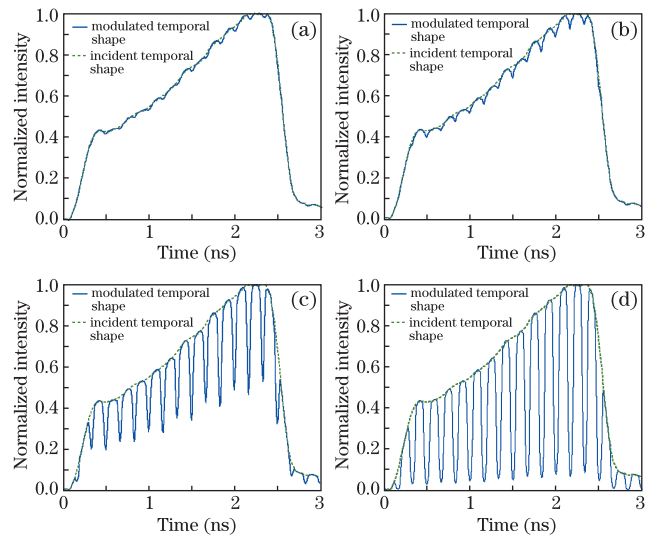 1.0
0.8
0.6
0.4
0.2
0.0
Normalized intensity
modulated temporal
shape
incident temporal
shape
(a)
0 1 2 3
Time (ns)
1.0
0.8
0.6
0.4
0.2
0.0
Normalized intensity
modulated temporal
shape
incident temporal
shape
(b)
0 1 2 3
Time (ns)
1.0
0.8
0.6
0.4
0.2
0.0
Normalized intensity
modulated temporal
shape
incident temporal
shape
(c)
0 1 2 3
Time (ns)
1.0
0.8
0.6
0.4
0.2
0.0
Normalized intensity
modulated temporal
shape
incident temporal
shape
(d)
0 1 2 3
Time (ns)